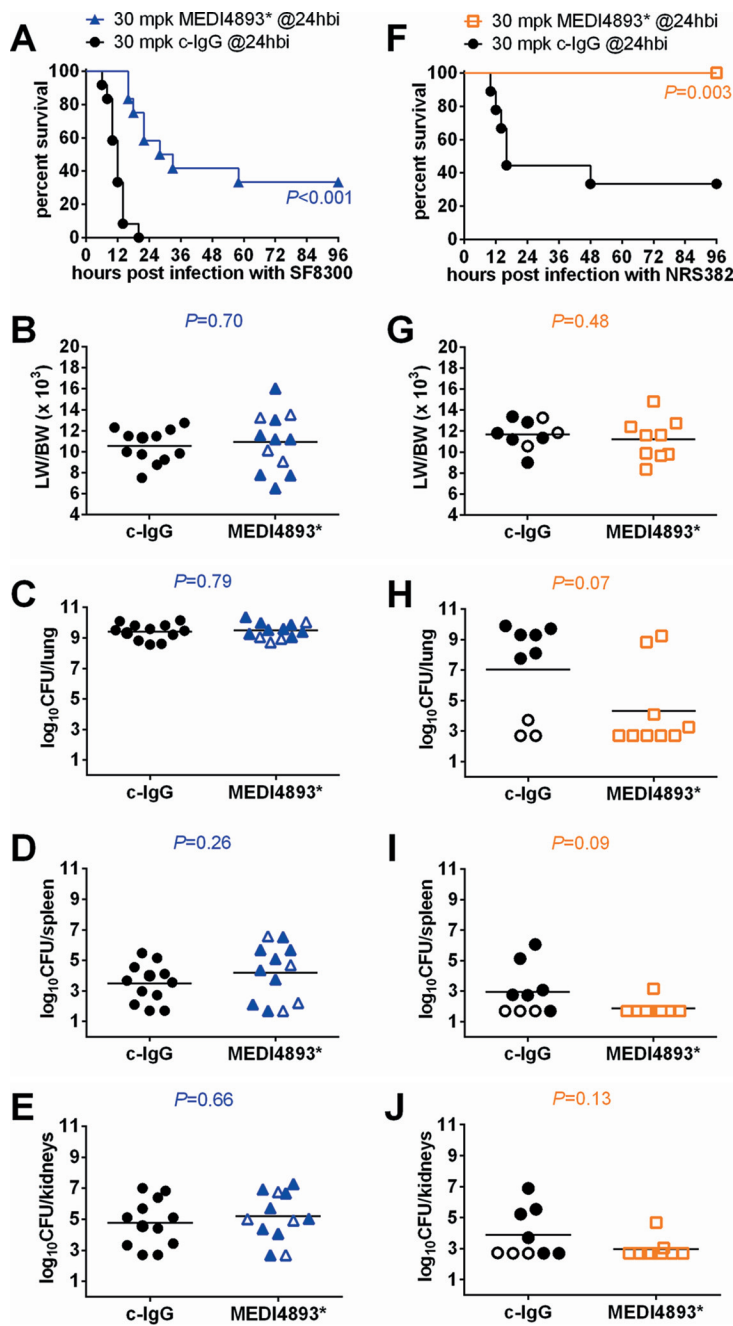 A
30 mpk MEDI4893* @24hbi
30 mpk c-IgG @24hbi
percent survival
100
80
60
40
20
0
P<0.001
0 12 24 36 48 60 72 84 96
hours post infection with SF8300
F
30 mpk MEDI4893* @24hbi
30 mpk c-IgG @24hbi
percent survival
100
80
60
40
20
0
P=0.003
0 12 24 36 48 60 72 84 96
hours post infection with NRS382
B
P=0.70
LW/BW (x 10³)
20
18
16
14
12
10
8
6
4
c-IgG MEDI4893*
G
P=0.48
LW/BW (x 10³)
20
18
16
14
12
10
8
6
4
c-IgG MEDI4893*
C
P=0.79
log₁₀CFU/lung
11
9
7
5
3
1
c-IgG MEDI4893*
H
P=0.07
log₁₀CFU/lung
11
9
7
5
3
1
c-IgG MEDI4893*
D
P=0.26
log₁₀CFU/spleen
11
9
7
5
3
1
c-IgG MEDI4893*
I
P=0.09
log₁₀CFU/spleen
11
9
7
5
3
1
c-IgG MEDI4893*
E
P=0.66
log₁₀CFU/kidneys
11
9
7
5
3
1
c-IgG MEDI4893*
J
P=0.13
log₁₀CFU/kidneys
11
9
7
5
3
1
c-IgG MEDI4893*